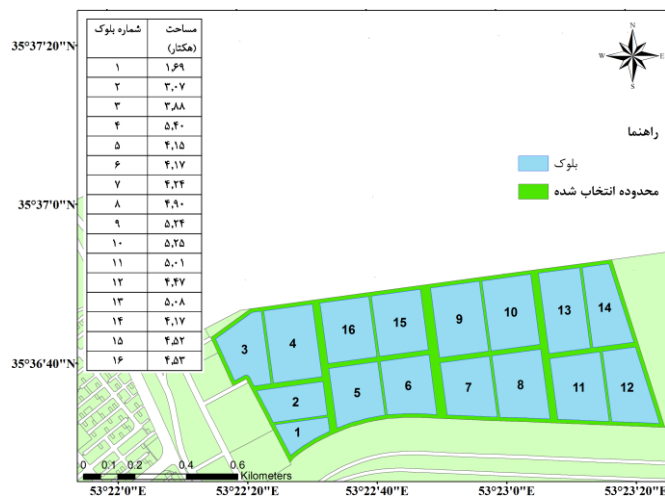 35°37'20"N
35°37'0"N
35°36'40"N
شماره بلوک	مساحت (هکتار)
۱	۱,۶۹
۲	۳,۰۷
۳	۳,۸۸
۴	۵,۴۰
۵	۴,۱۵
۶	۴,۱۷
۷	۴,۲۴
۸	۴,۹۰
۹	۵,۲۴
۱۰	۵,۲۵
۱۱	۵,۰۱
۱۲	۴,۴۷
۱۳	۵,۰۸
۱۴	۴,۱۷
۱۵	۴,۵۲
۱۶	۴,۵۳
N
W E
S
راهنما
بلوک
محدوده انتخاب شده
3 4 16 15 9 10 13 14
2 5 6 7 8 11 12
1
0 0.1 0.2 0.4 0.6
Kilometers
53°22'0"E 53°22'20"E 53°22'40"E 53°23'0"E 53°23'20"E